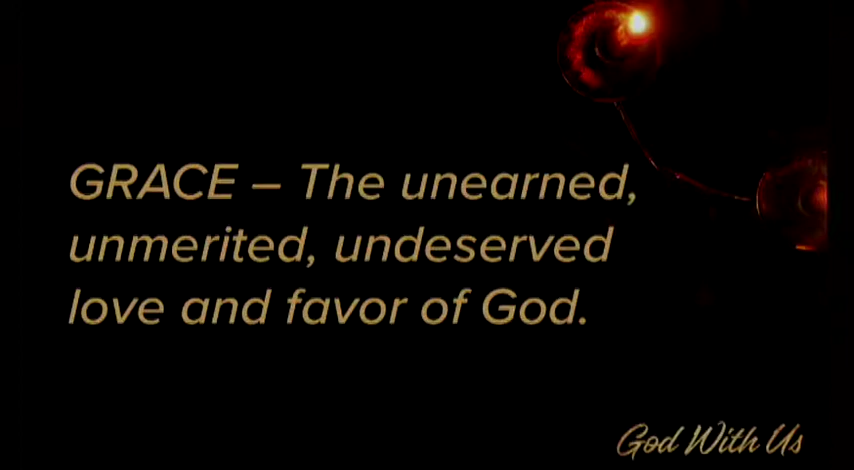 GRACE – The unearned,
unmerited, undeserved
love and favor of God.
God With Us